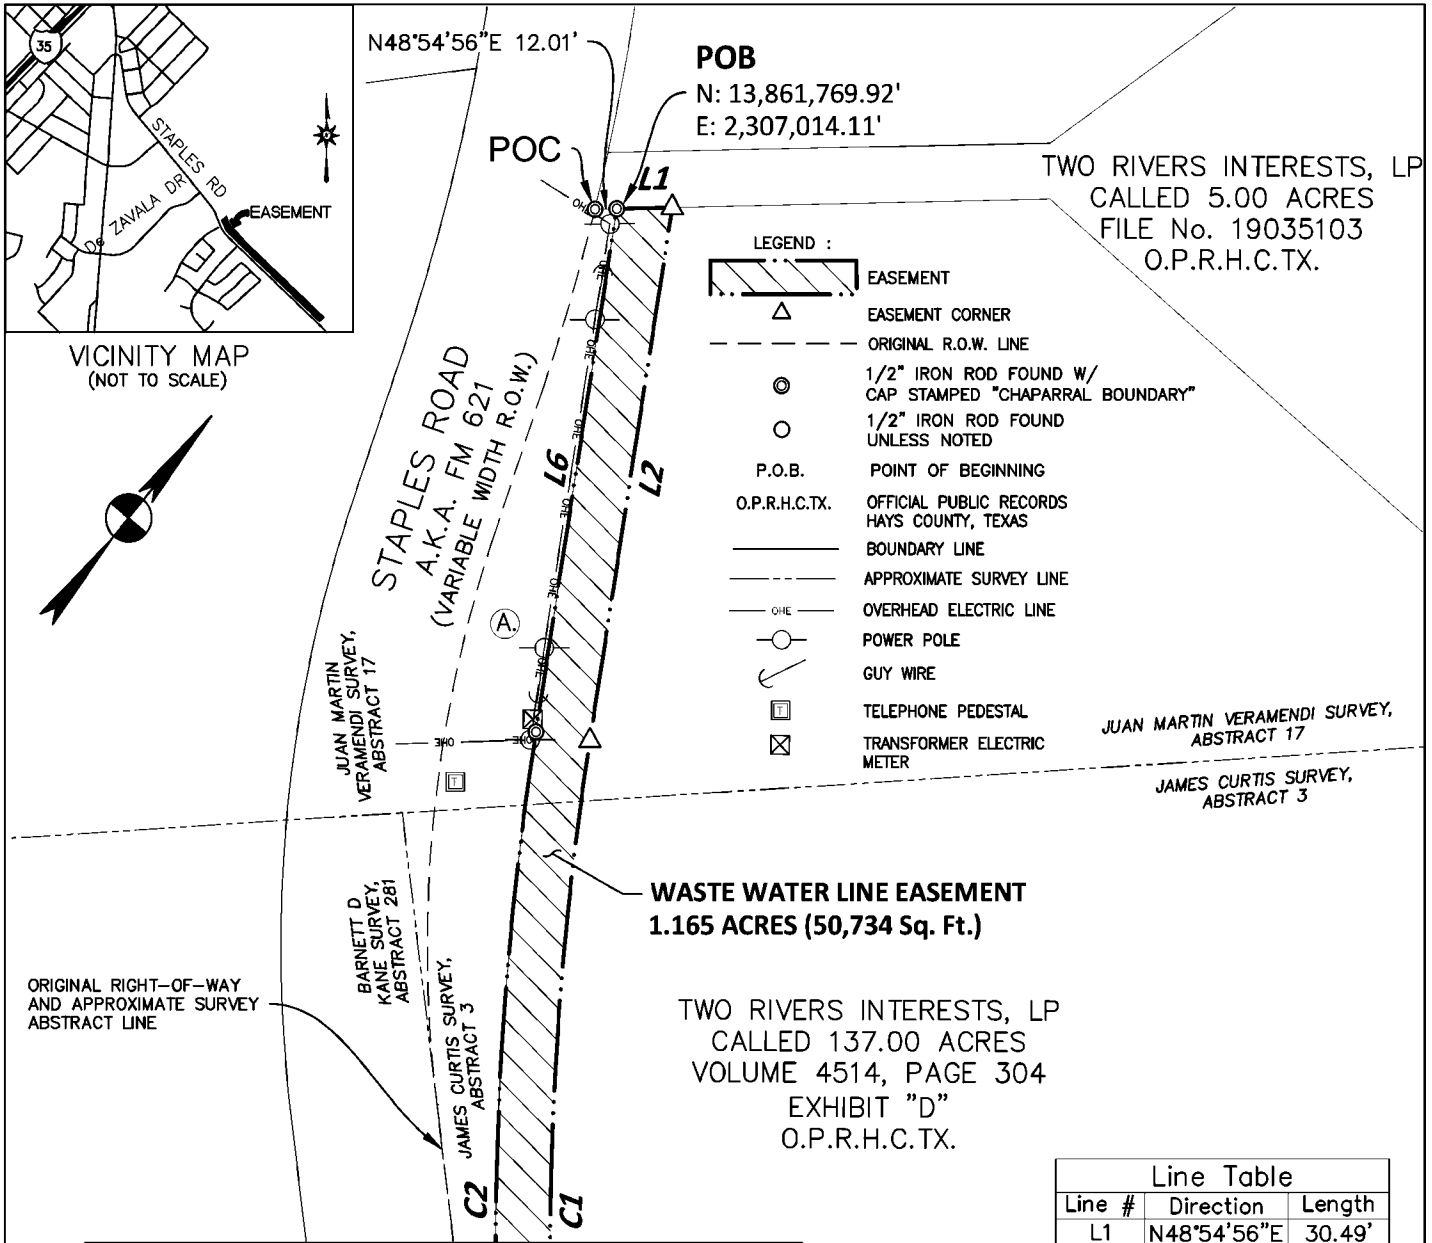 35
STAPLES RD
De ZAVALA DR
EASEMENT
VICINITY MAP
(NOT TO SCALE)
N48°54'56"E 12.01'
POB
N: 13,861,769.92'
E: 2,307,014.11'
POC
L1
TWO RIVERS INTERESTS, LP
CALLED 5.00 ACRES
FILE No. 19035103
O.P.R.H.C.TX.
LEGEND :
EASEMENT
EASEMENT CORNER
ORIGINAL R.O.W. LINE
1/2" IRON ROD FOUND W/
CAP STAMPED "CHAPARRAL BOUNDARY"
1/2" IRON ROD FOUND
UNLESS NOTED
P.O.B. POINT OF BEGINNING
O.P.R.H.C.TX. OFFICIAL PUBLIC RECORDS
HAYS COUNTY, TEXAS
BOUNDARY LINE
APPROXIMATE SURVEY LINE
OHE OVERHEAD ELECTRIC LINE
POWER POLE
GUY WIRE
T TELEPHONE PEDESTAL
TRANSFORMER ELECTRIC
METER
OHE
OHE
OHE
OHE
OHE
OHE
OHE
OHE
OHE
L6
L2
STAPLES ROAD
A.K.A. FM 621
(VARIABLE WIDTH R.O.W.)
A.
T
JUAN MARTIN
VERAMENDI SURVEY,
ABSTRACT 17
JUAN MARTIN VERAMENDI SURVEY,
ABSTRACT 17
JAMES CURTIS SURVEY,
ABSTRACT 3
WASTE WATER LINE EASEMENT
1.165 ACRES (50,734 Sq. Ft.)
BARNETT D
KANE SURVEY,
ABSTRACT 281
ORIGINAL RIGHT-OF-WAY
AND APPROXIMATE SURVEY
ABSTRACT LINE
JAMES CURTIS SURVEY,
ABSTRACT 3
TWO RIVERS INTERESTS, LP
CALLED 137.00 ACRES
VOLUME 4514, PAGE 304
EXHIBIT "D"
O.P.R.H.C.TX.
C2
C1
Line Table
Line # Direction Length
L1 N48°54'56"E 30.49'